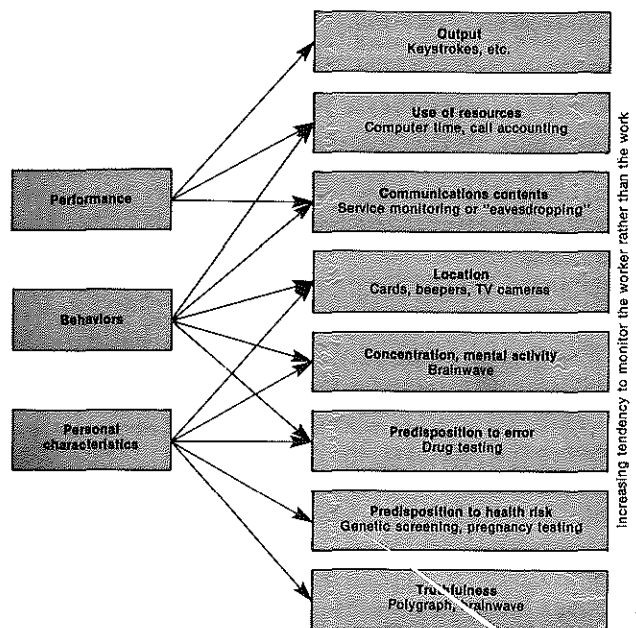 Output
Keystrokes, etc.
Use of resources
Computer time, call accounting
Performance
Communications contents
Service monitoring or "eavesdropping"
Location
Cards, beepers, TV cameras
Behaviors
Concentration, mental activity
Brainwave
Personal
characteristics
Predisposition to error
Drug testing
Predisposition to health risk
Genetic screening, pregnancy testing
Truthfulness
Polygraph, brainwave
Increasing tendency to monitor the worker rather than the work